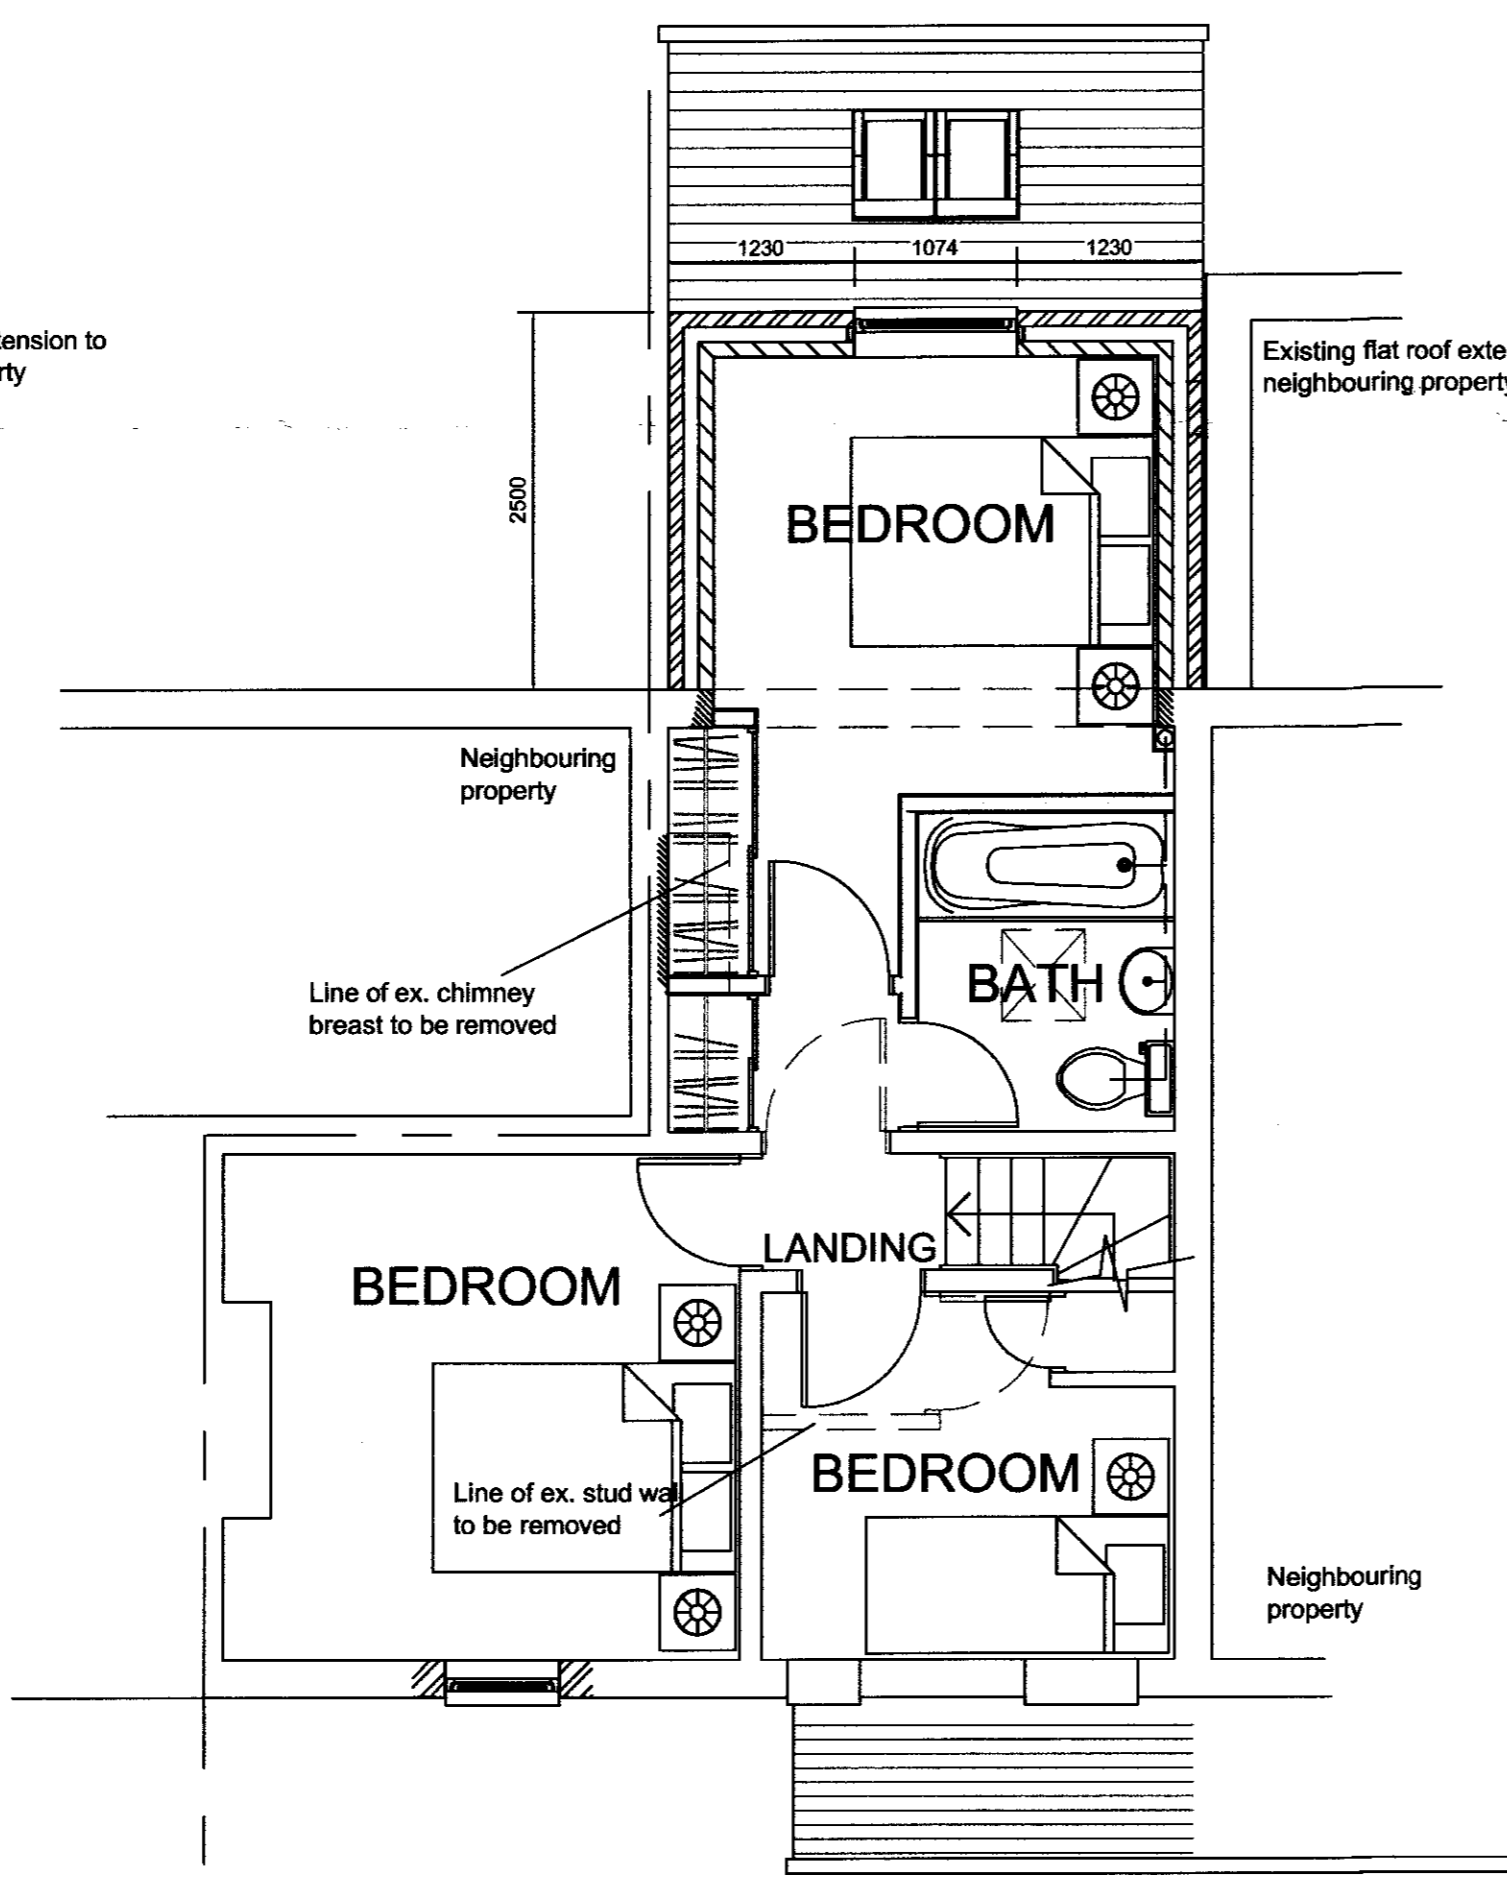 1230 1074 1230
tension to
rty
Existing flat roof exte
neighbouring property
2500
BEDROOM
Neighbouring
property
Line of ex. chimney
breast to be removed
BATH
LANDING
BEDROOM
BEDROOM
Line of ex. stud wall
to be removed
Neighbouring
property